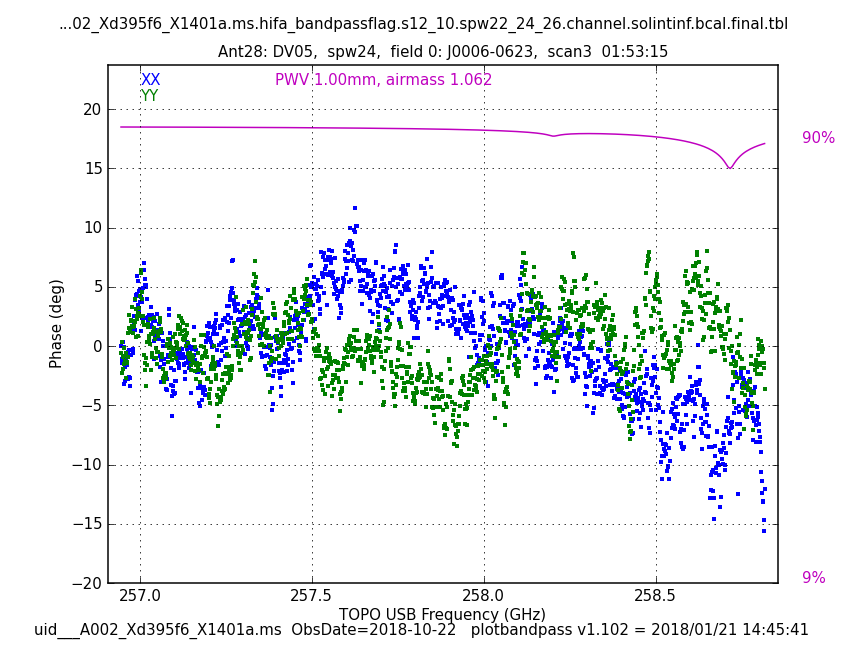 ...02_Xd395f6_X1401a.ms.hifa_bandpassflag.s12_10.spw22_24_26.channel.solintinf.bcal.final.tbl
Ant28: DV05, spw24, field 0: J0006-0623, scan3 01:53:15
XX
YY
PWV 1.00mm, airmass 1.062
90%
9%
Phase (deg)
20
15
10
5
0
−5
−10
−15
−20
257.0 257.5 258.0 258.5
TOPO USB Frequency (GHz)
uid___A002_Xd395f6_X1401a.ms ObsDate=2018-10-22 plotbandpass v1.102 = 2018/01/21 14:45:41